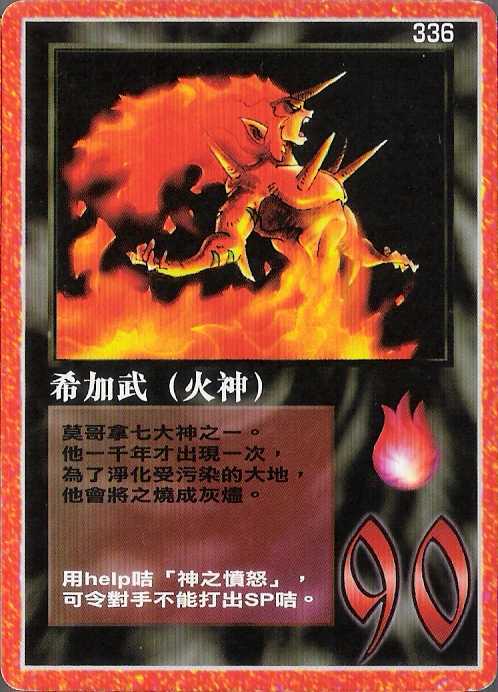 336
希加武（火神）
莫哥拿七大神之一。
他一千年才出現一次，
為了淨化受污染的大地，
他會將之燒成灰燼。
用help咭「神之憤怒」，
可令對手不能打出SP咭。
90